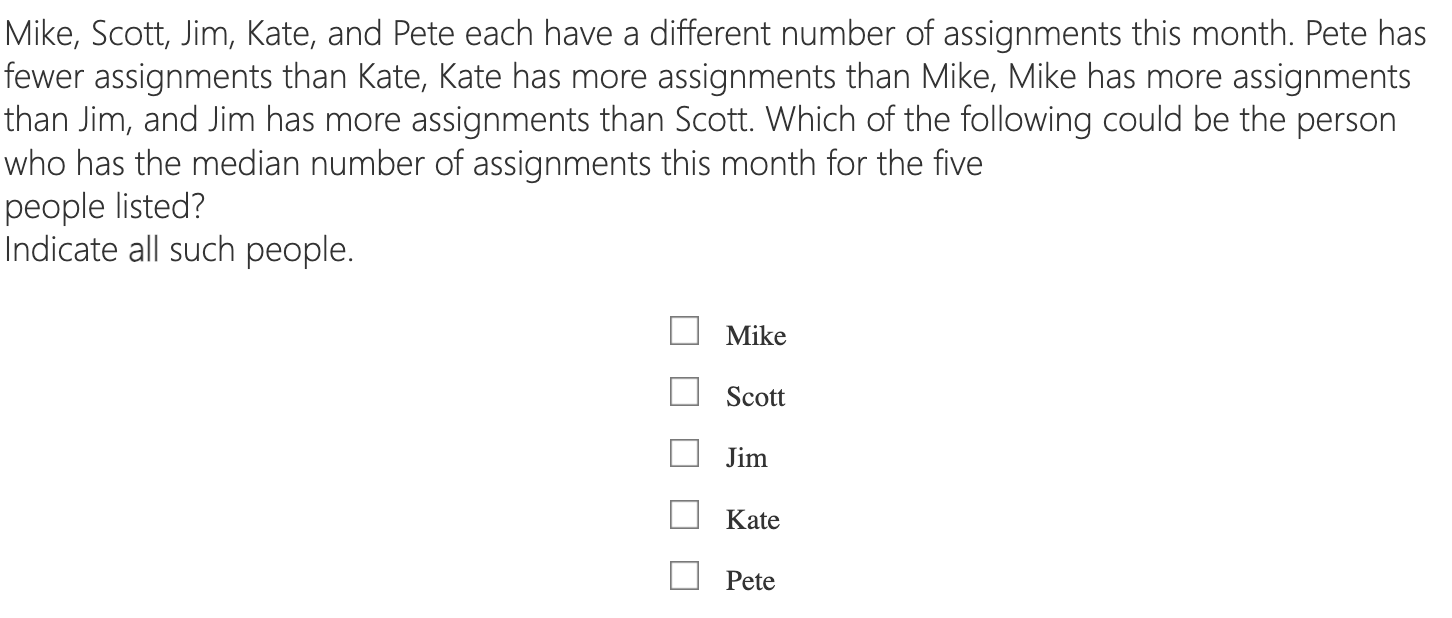 Mike, Scott, Jim, Kate, and Pete each have a different number of assignments this month. Pete has
fewer assignments than Kate, Kate has more assignments than Mike, Mike has more assignments
than Jim, and Jim has more assignments than Scott. Which of the following could be the person
who has the median number of assignments this month for the five
people listed?
Indicate all such people.
Mike
Scott
Jim
Kate
Pete